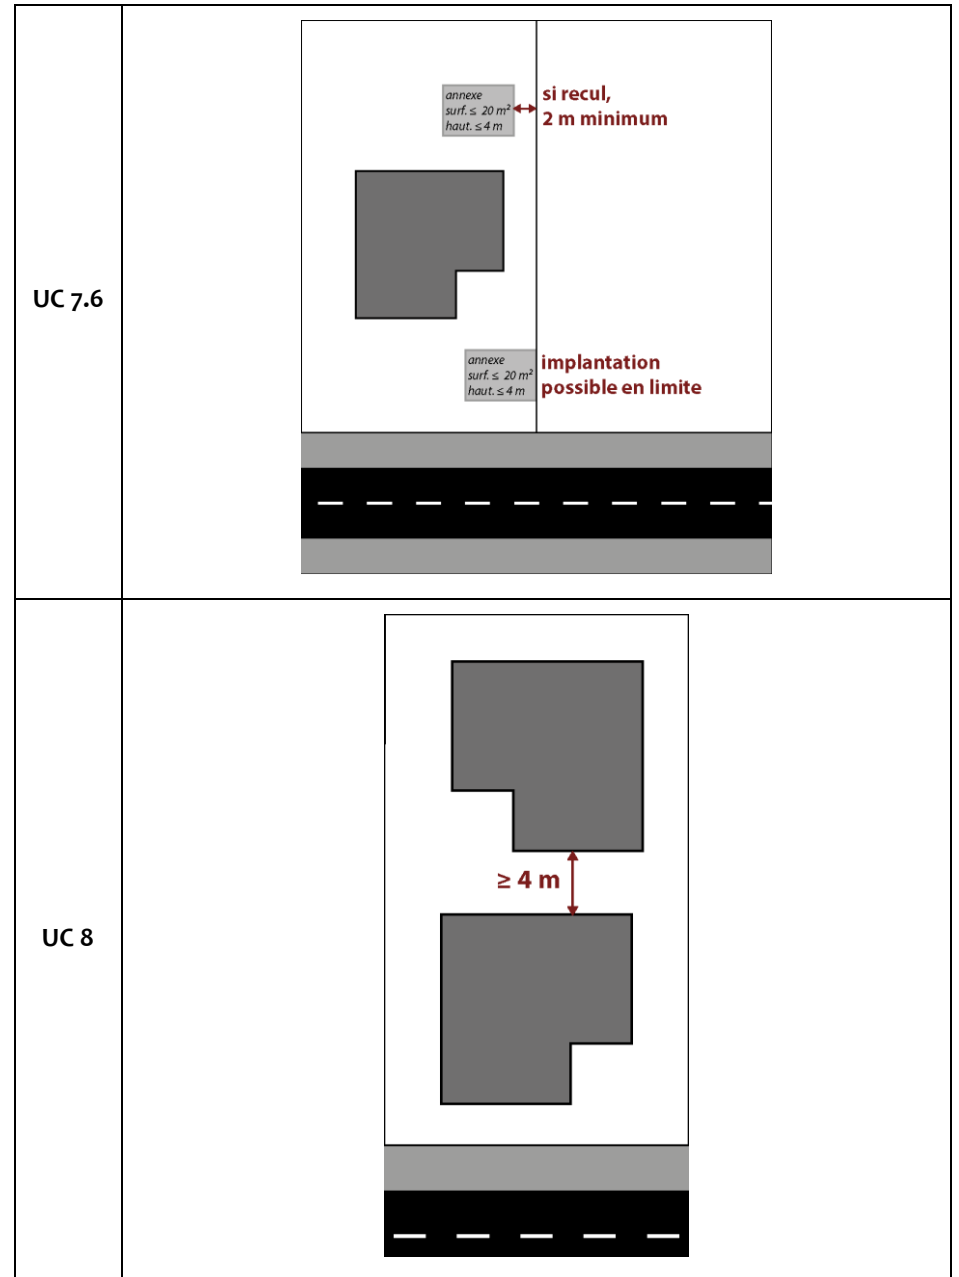 annexe
surf. ≤ 20 m²
haut. ≤ 4 m
si recul,
2 m minimum
UC 7.6
annexe
surf. ≤ 20 m²
haut. ≤ 4 m
implantation
possible en limite
≥ 4 m
UC 8